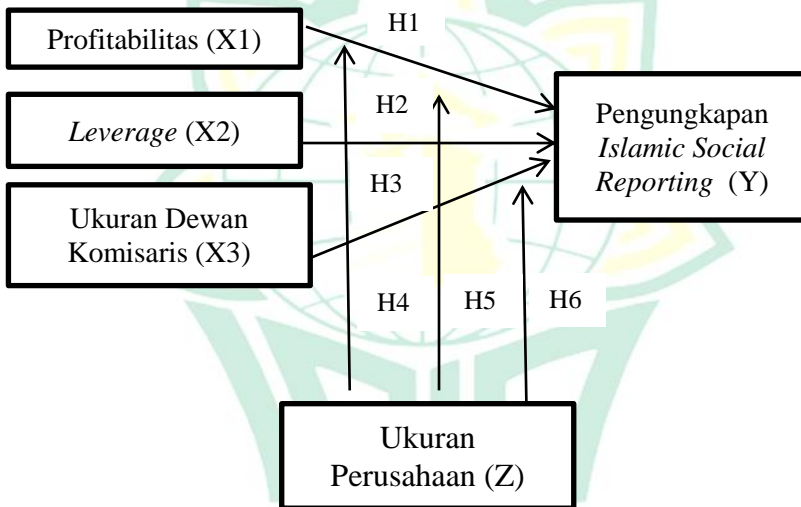 Profitabilitas (X1)
H1
Leverage (X2)
H2
Ukuran Dewan
Komisaris (X3)
H3
Pengungkapan
Islamic Social
Reporting (Y)
H4
H5
H6
Ukuran
Perusahaan (Z)